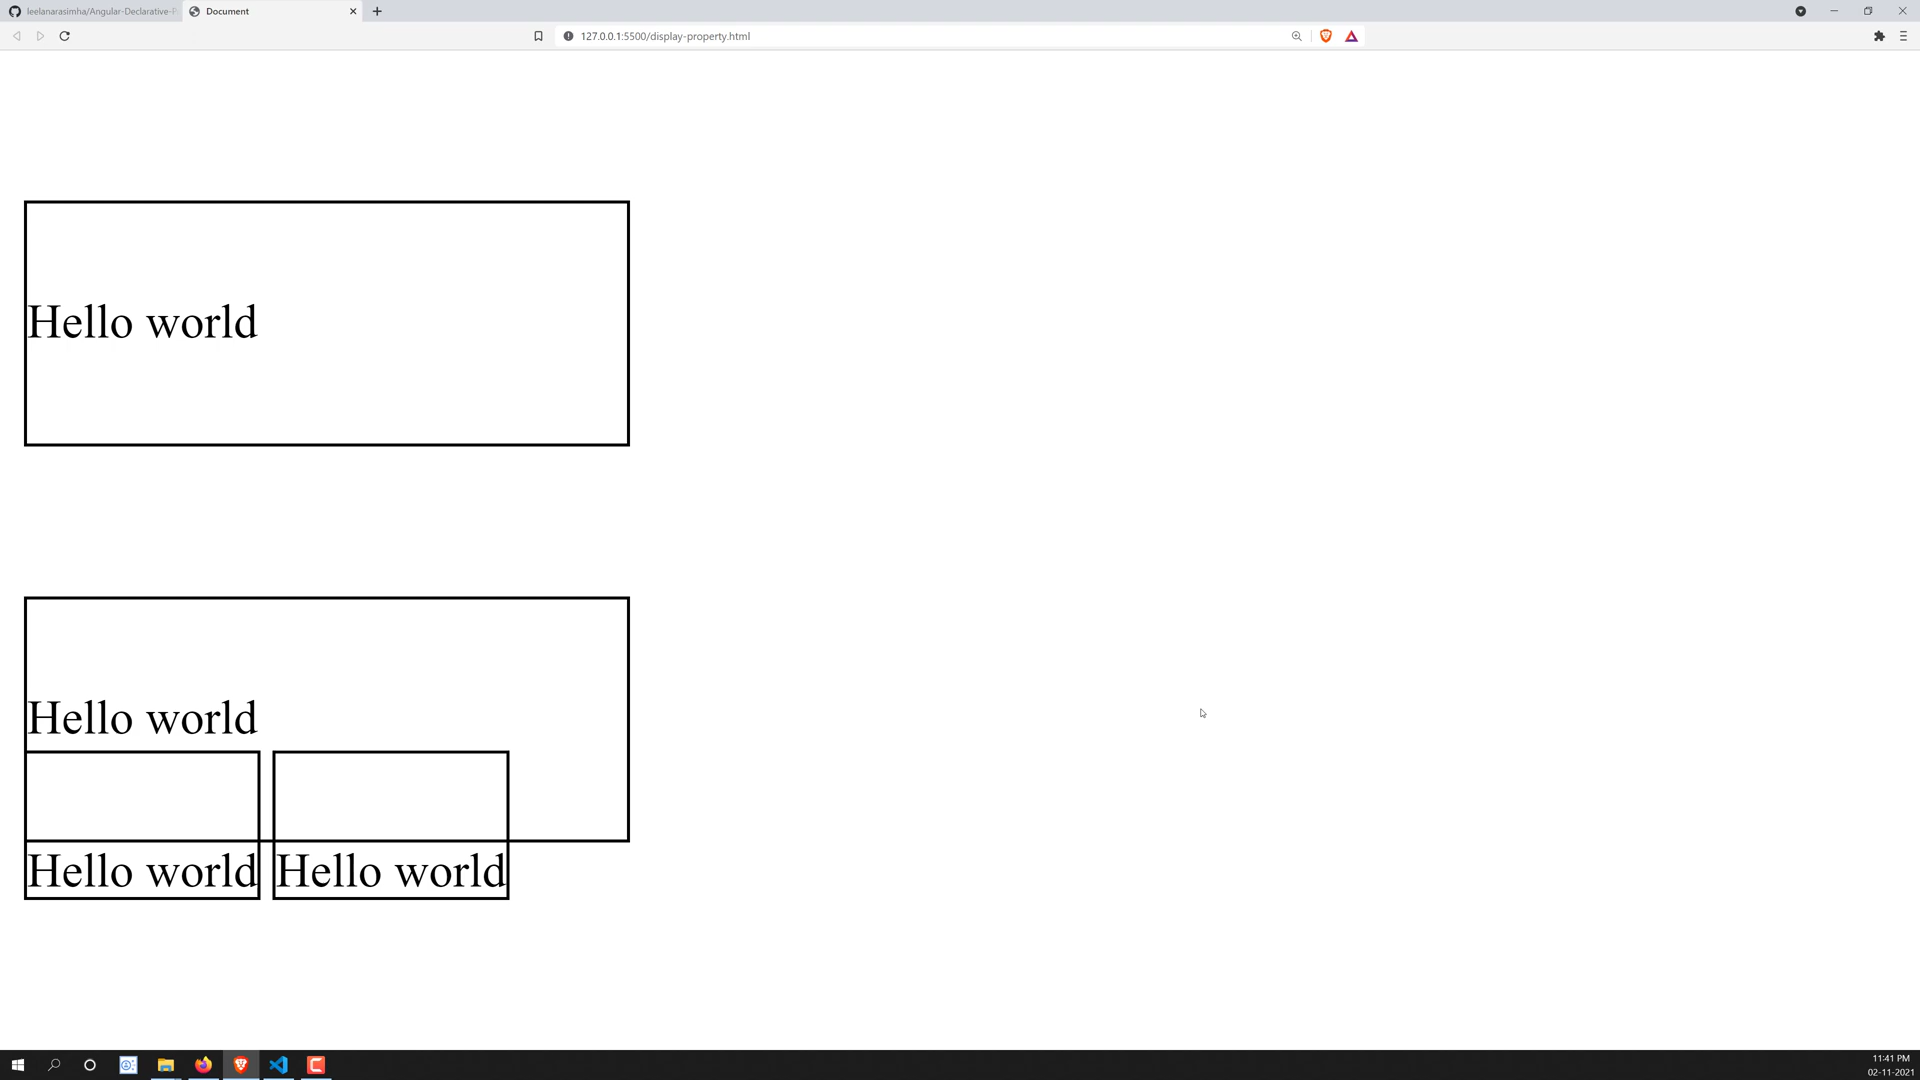 leelanarasimha/Angular-Declarative-P
Document
127.0.0.1:5500/display-property.html
Hello world
Hello world
Hello world Hello world
11:41 PM
02-11-2021